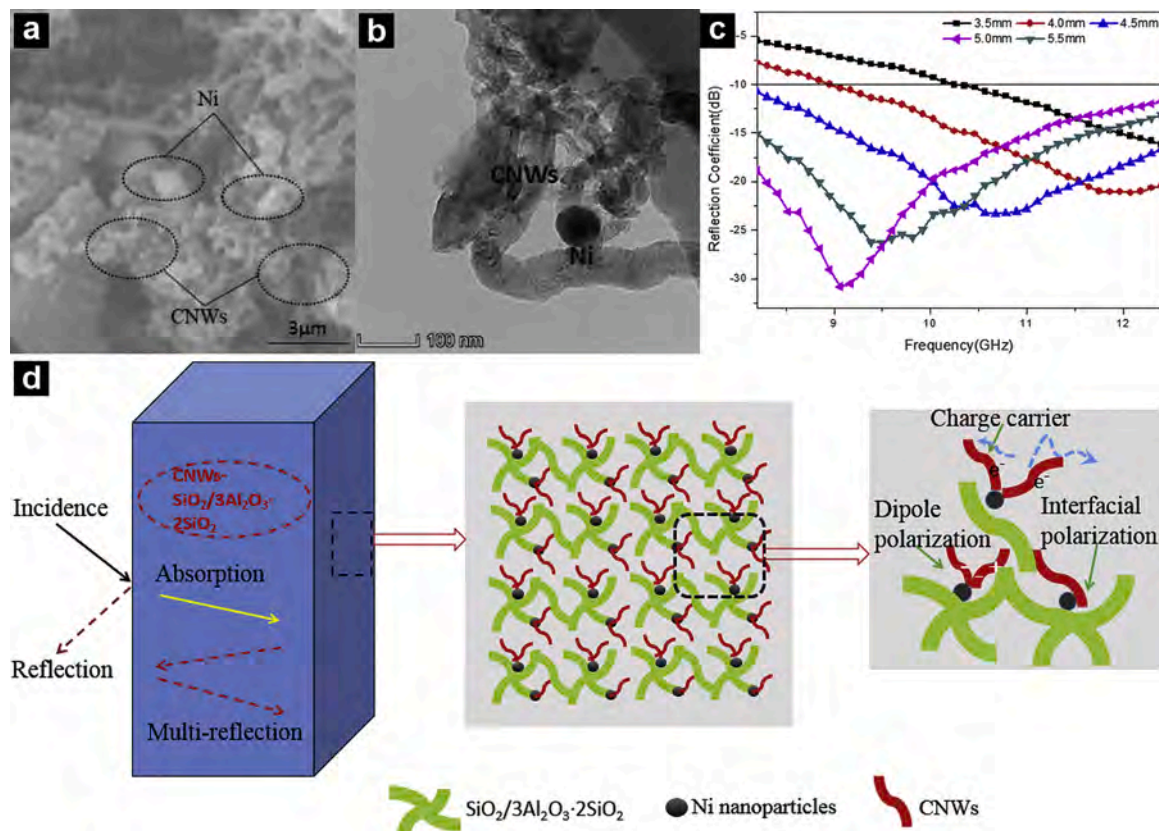 a
Ni
CNWs
3μm
b
CNWs
Ni
100 nm
c
3.5mm 4.0mm 4.5mm
5.0mm 5.5mm
-5
-10
-15
-20
-25
-30
Reflection Coefficient(dB)
9 10 11 12
Frequency(GHz)
d
Incidence
Reflection
CNWs-
SiO₂/3Al₂O₃·
2SiO₂
Absorption
Multi-reflection
Charge carrier
e⁻
e⁻
Dipole
polarization
Interfacial
polarization
SiO₂/3Al₂O₃·2SiO₂ Ni nanoparticles CNWs